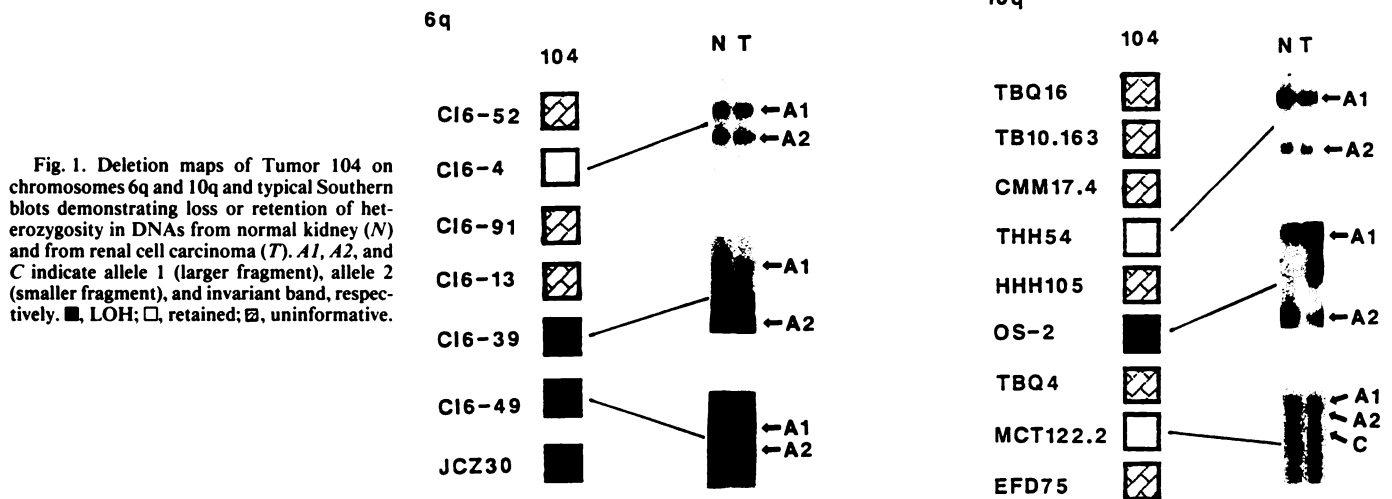 Fig. 1. Deletion maps of Tumor 104 on
chromosomes 6q and 10q and typical Southern
blots demonstrating loss or retention of het-
erozygosity in DNAs from normal kidney (N)
and from renal cell carcinoma (T). A1, A2, and
C indicate allele 1 (larger fragment), allele 2
(smaller fragment), and invariant band, respec-
tively. ■, LOH; □, retained; ▨, uninformative.
6q
104
N T
CI6-52
CI6-4
CI6-91
CI6-13
CI6-39
CI6-49
JCZ30
←A1
←A2
←A1
←A2
←A1
←A2
10q
104
N T
TBQ16
TB10.163
CMM17.4
THH54
HHH105
OS-2
TBQ4
MCT122.2
EFD75
←A1
←A2
←A1
←A2
←A1
←A2
←C